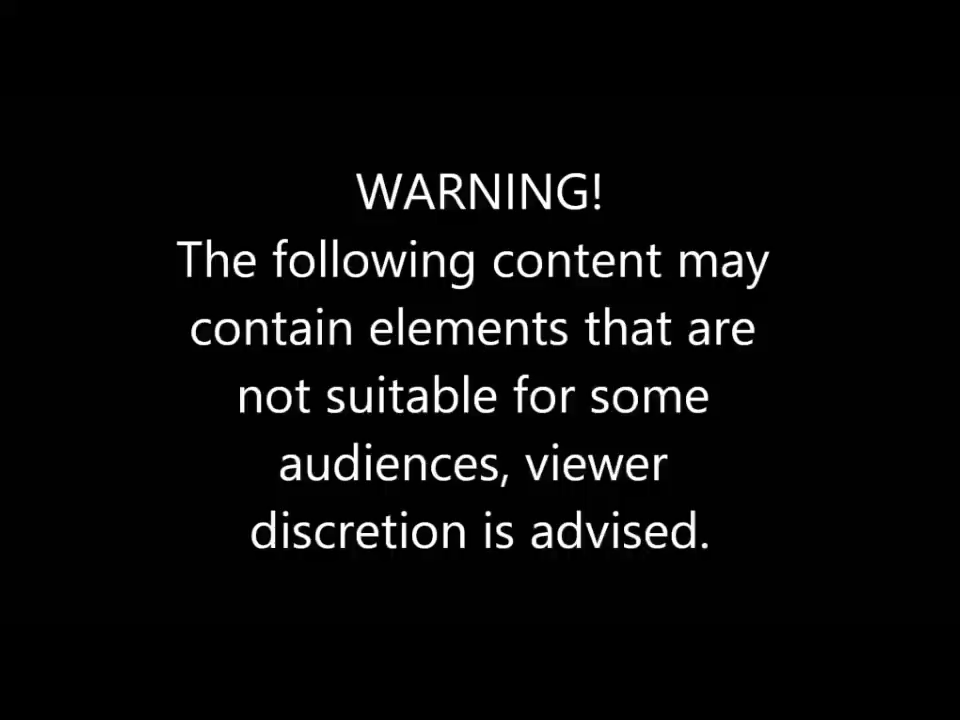 WARNING!
The following content may
contain elements that are
not suitable for some
audiences, viewer
discretion is advised.